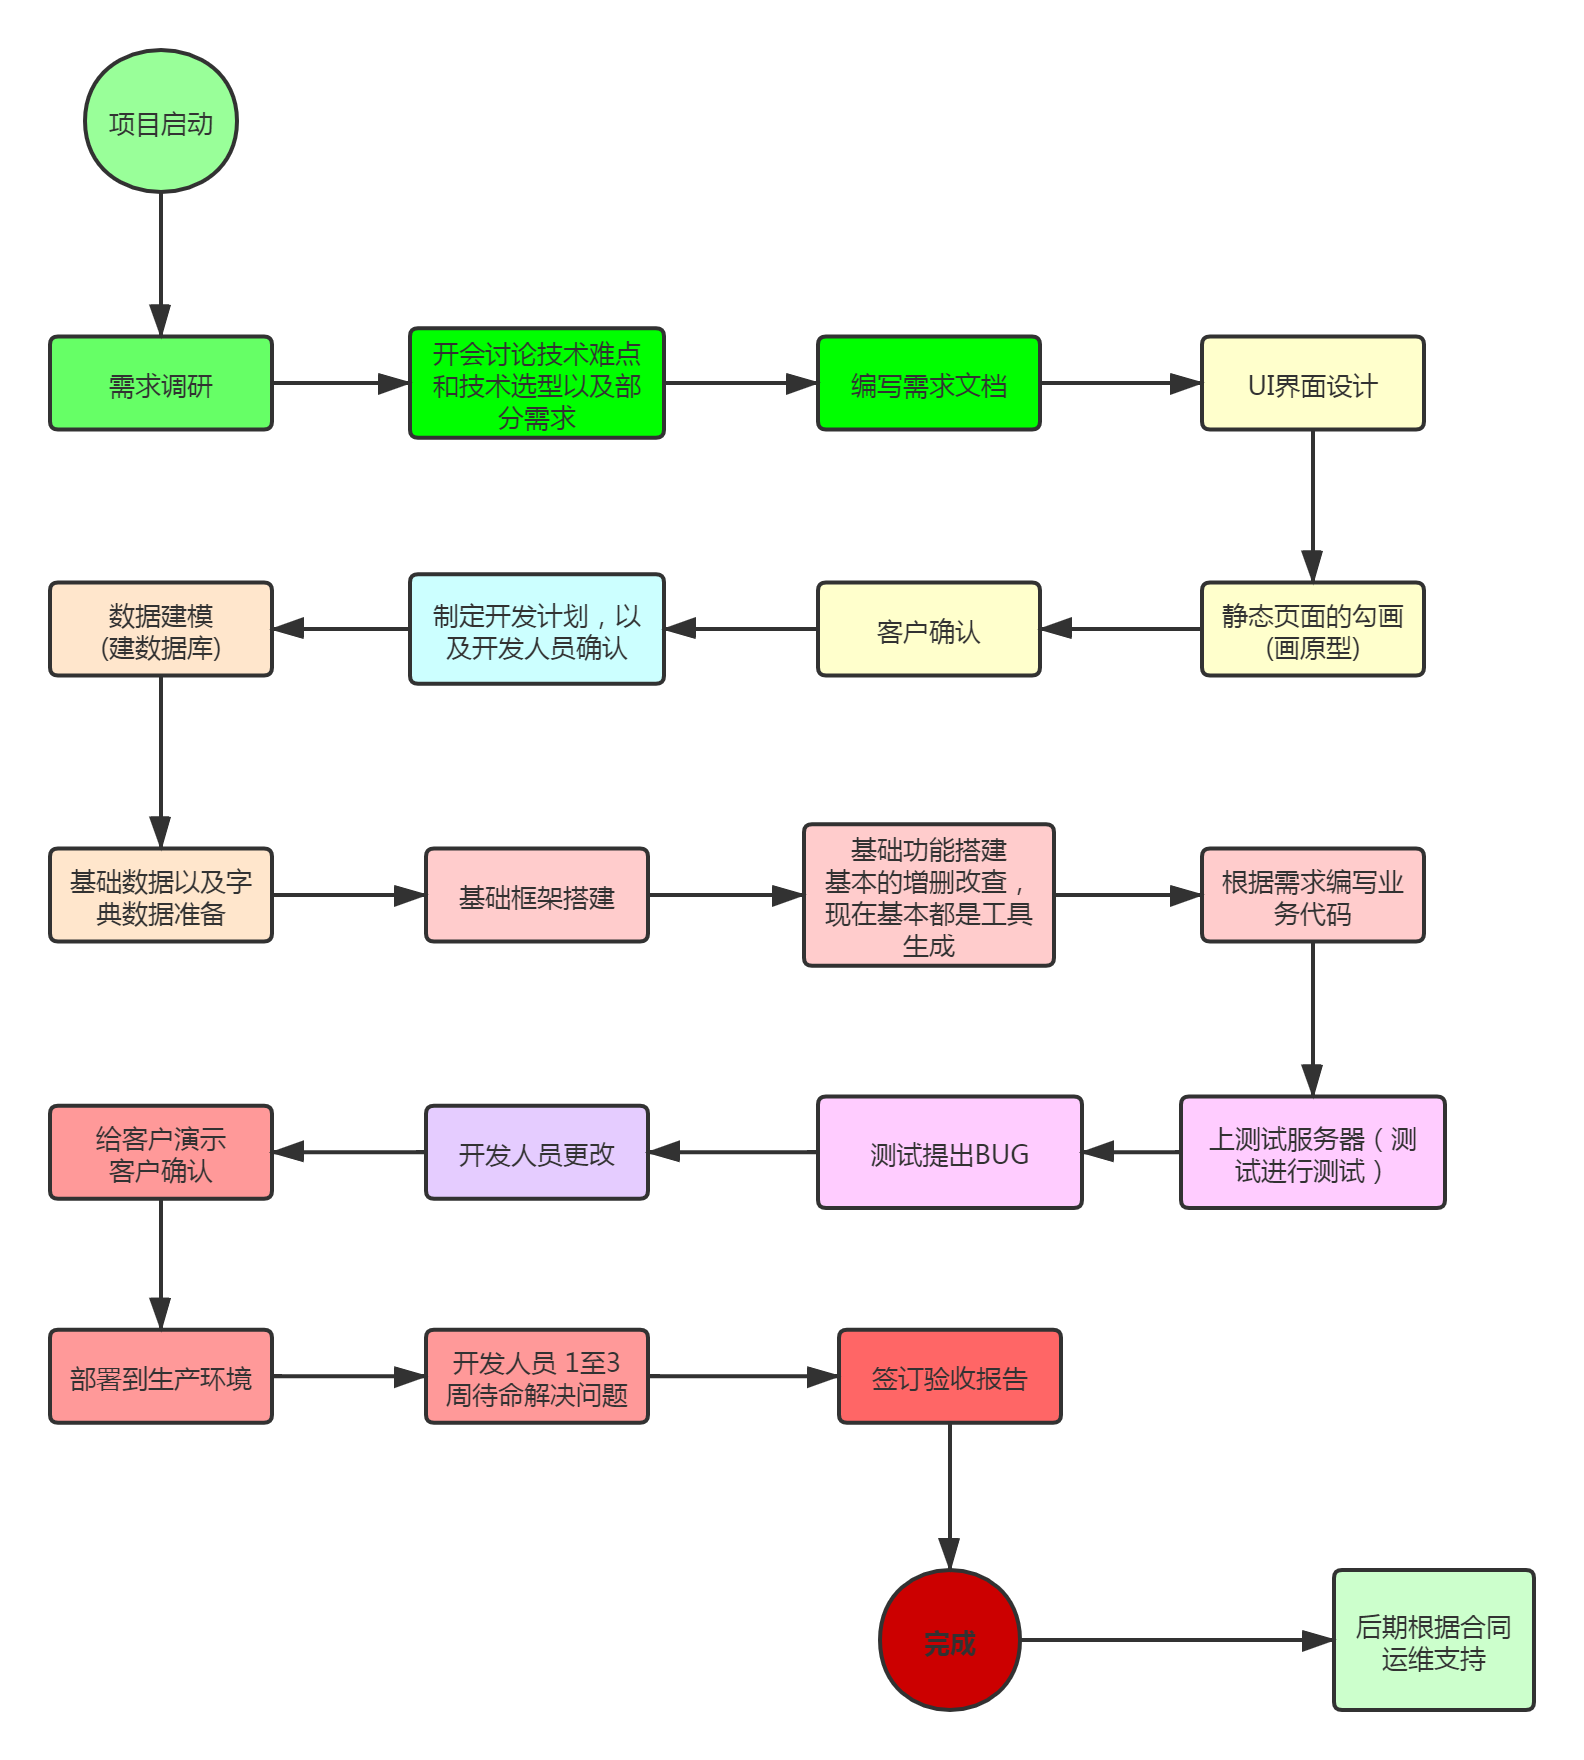 项目启动
需求调研
开会讨论技术难点
和技术选型以及部
分需求
编写需求文档
UI界面设计
静态页面的勾画
(画原型)
客户确认
制定开发计划，以
及开发人员确认
数据建模
(建数据库)
基础数据以及字
典数据准备
基础框架搭建
基础功能搭建
基本的增删改查，
现在基本都是工具
生成
根据需求编写业
务代码
上测试服务器（测
试进行测试）
测试提出BUG
开发人员更改
给客户演示
客户确认
部署到生产环境
开发人员 1至3
周待命解决问题
签订验收报告
完成
后期根据合同
运维支持